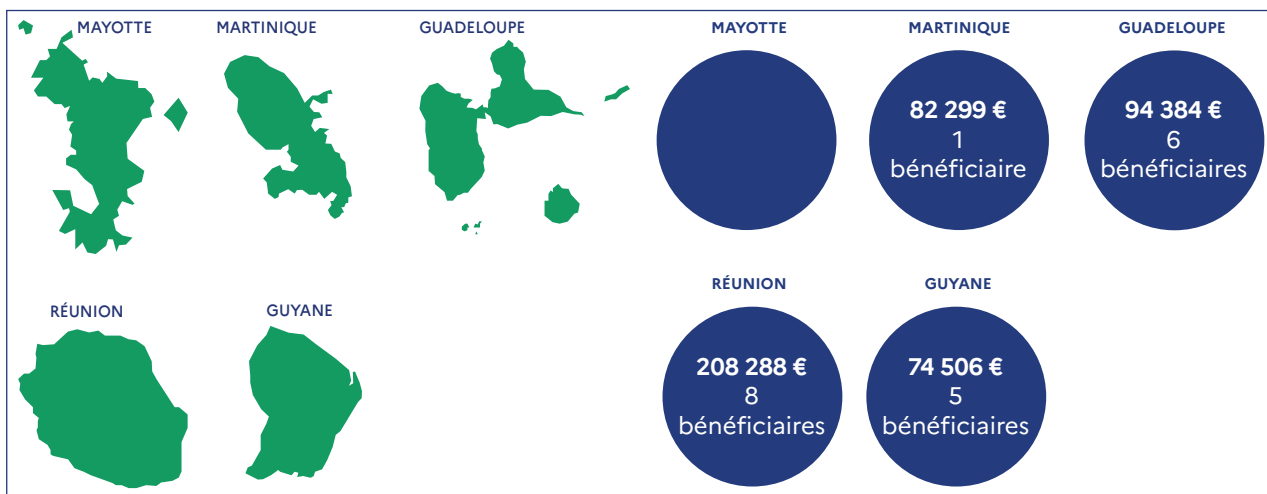 MAYOTTE
MARTINIQUE
GUADELOUPE
RÉUNION
GUYANE
MAYOTTE
MARTINIQUE
82 299 €
1
bénéficiaire
GUADELOUPE
94 384 €
6
bénéficiaires
RÉUNION
208 288 €
8
bénéficiaires
GUYANE
74 506 €
5
bénéficiaires